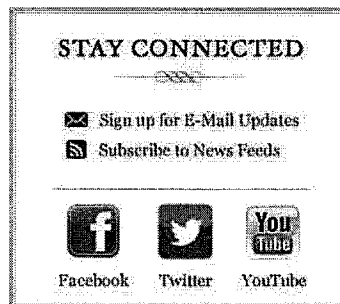 STAY CONNECTED
Sign up for E-Mail Updates
Subscribe to News Feeds
f
You
Tube
Facebook Twitter YouTube